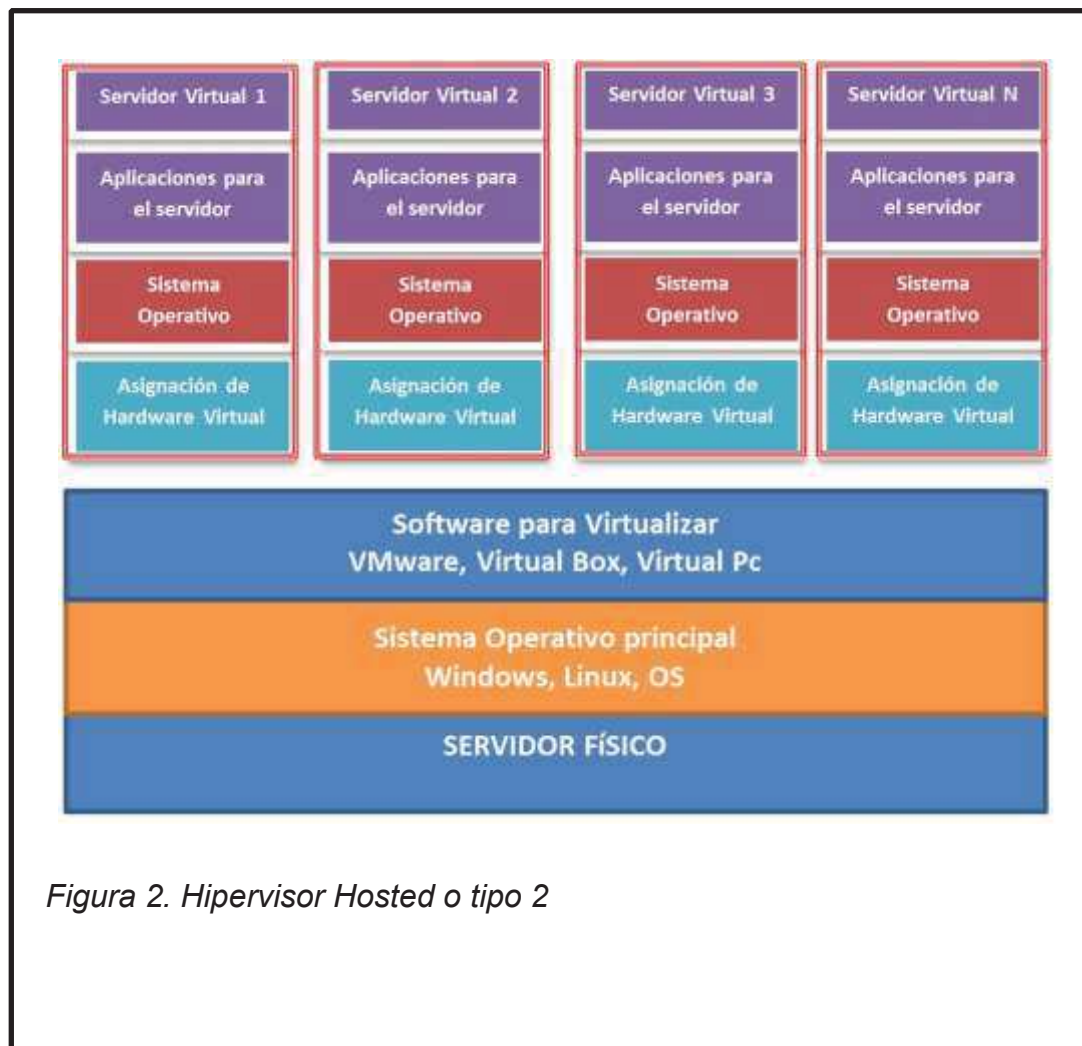 Servidor Virtual 1
Aplicaciones para
el servidor
Sistema
Operativo
Asignación de
Hardware Virtual
Servidor Virtual 2
Aplicaciones para
el servidor
Sistema
Operativo
Asignación de
Hardware Virtual
Servidor Virtual 3
Aplicaciones para
el servidor
Sistema
Operativo
Asignación de
Hardware Virtual
Servidor Virtual N
Aplicaciones para
el servidor
Sistema
Operativo
Asignación de
Hardware Virtual
Software para Virtualizar
VMware, Virtual Box, Virtual Pc
Sistema Operativo principal
Windows, Linux, OS
SERVIDOR FíSICO
Figura 2. Hipervisor Hosted o tipo 2